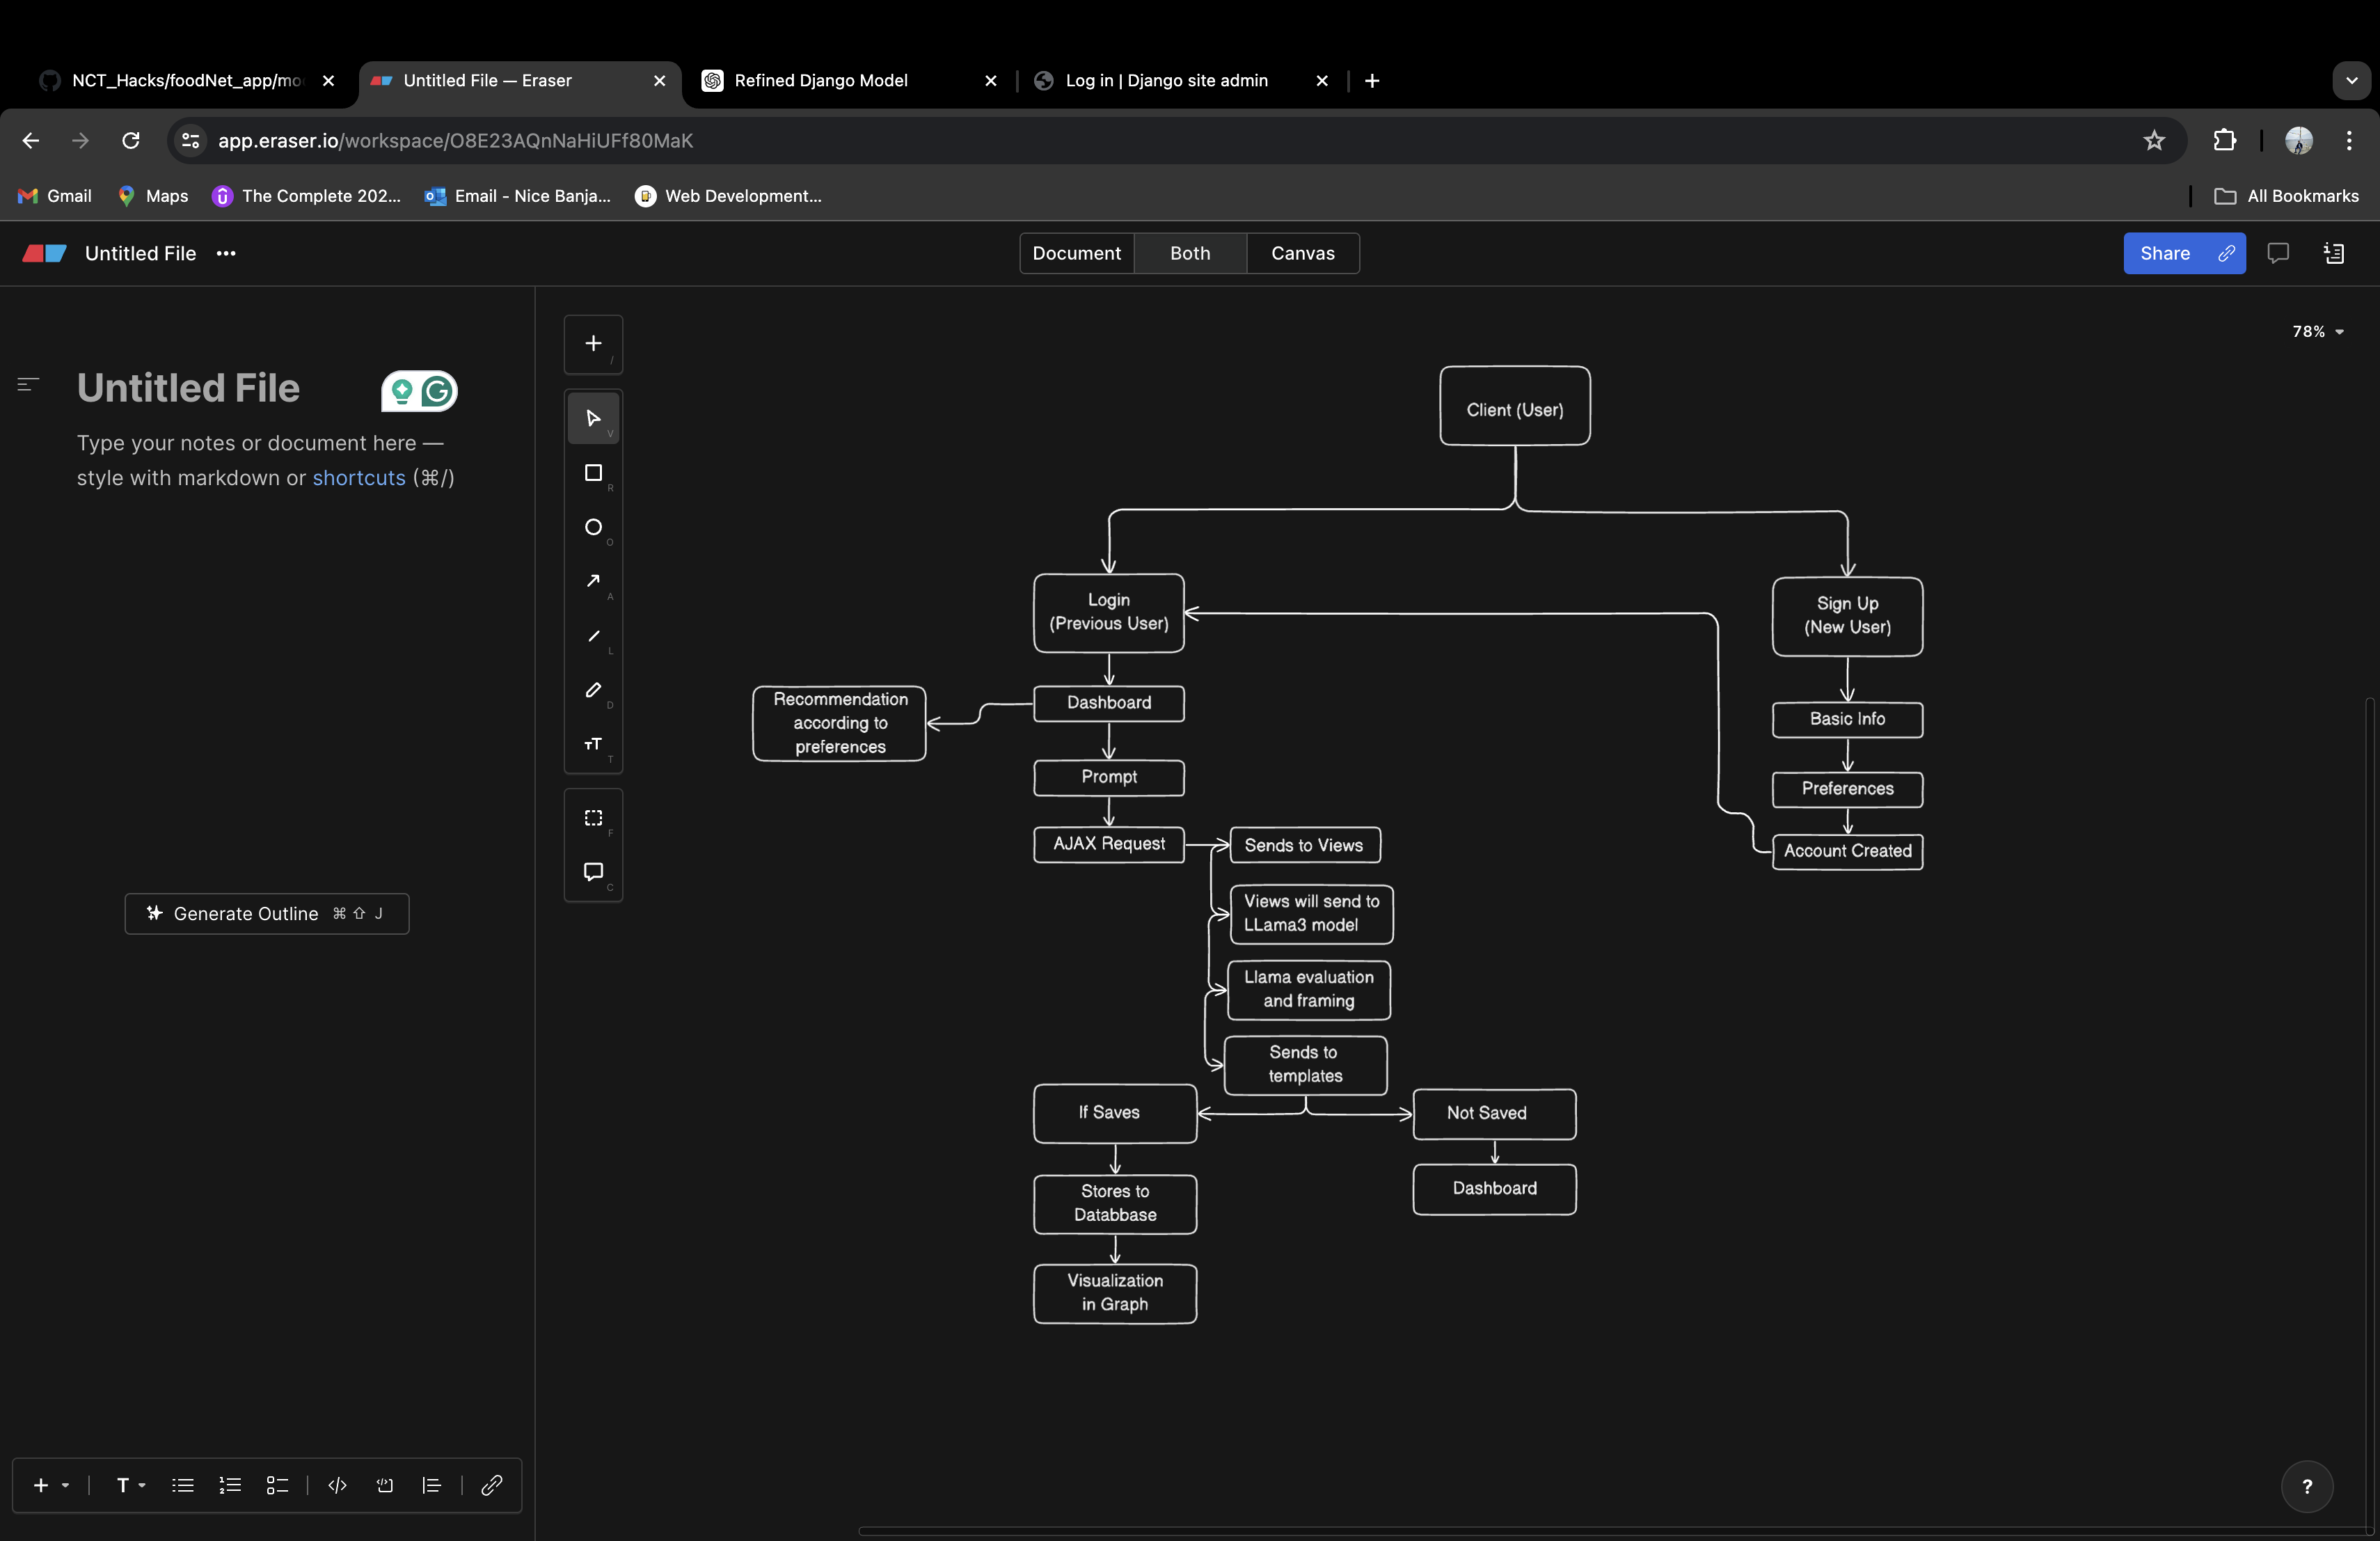 NCT_Hacks/foodNet_app/mo
Untitled File — Eraser
Refined Django Model
Log in | Django site admin
app.eraser.io/workspace/O8E23AQnNaHiUFf80MaK
Gmail
Maps
The Complete 202...
Email - Nice Banja...
Web Development...
All Bookmarks
Untitled File
Document
Both
Canvas
Share
78%
Untitled File
Type your notes or document here —
style with markdown or shortcuts (⌘/)
Generate Outline ⌘ ⇧ J
/
V
R
O
A
L
D
T
F
C
Client (User)
Login
(Previous User)
Sign Up
(New User)
Recommendation
according to
preferences
Dashboard
Basic Info
Prompt
Preferences
AJAX Request
Sends to Views
Account Created
Views will send to
LLama3 model
Llama evaluation
and framing
Sends to
templates
If Saves
Not Saved
Stores to
Databbase
Dashboard
Visualization
in Graph
T
?